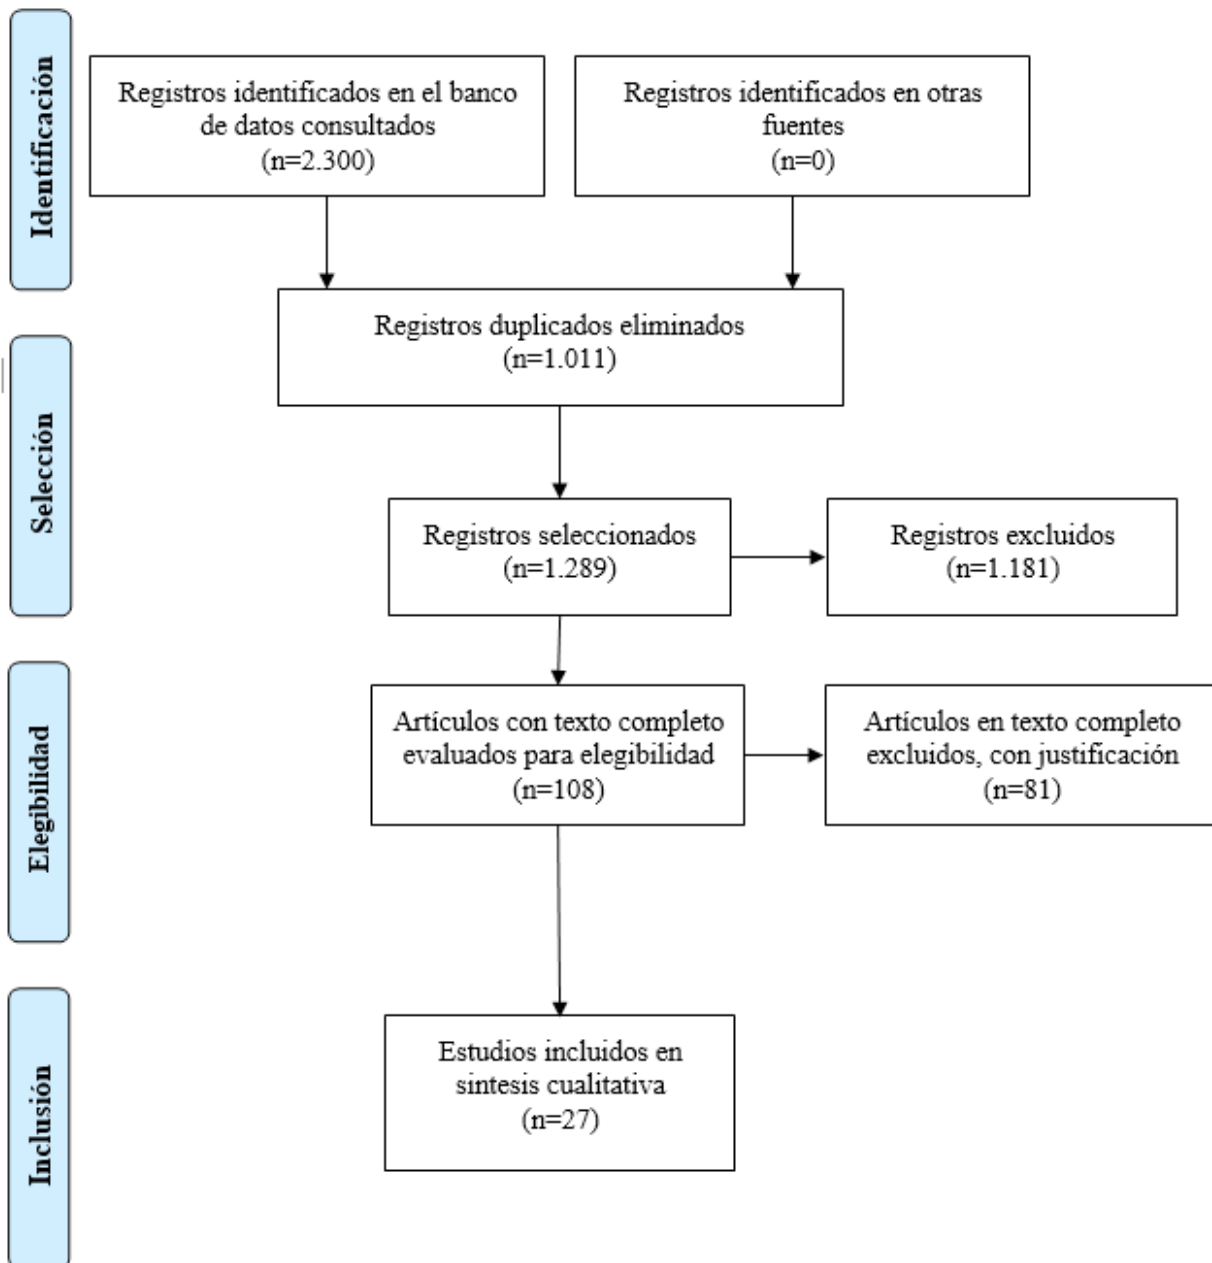 Identificación
Registros identificados en el banco
de datos consultados
(n=2.300)
Registros identificados en otras
fuentes
(n=0)
Registros duplicados eliminados
(n=1.011)
Selección
Registros seleccionados
(n=1.289)
Registros excluidos
(n=1.181)
Elegibilidad
Artículos con texto completo
evaluados para elegibilidad
(n=108)
Artículos en texto completo
excluidos, con justificación
(n=81)
Inclusión
Estudios incluidos en
sintesis cualitativa
(n=27)